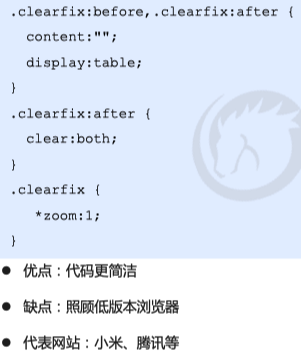 .clearfix:before,.clearfix:after {
  content:"";
  display:table;
}
.clearfix:after {
  clear:both;
}
.clearfix {
   *zoom:1;
}
● 优点：代码更简洁
● 缺点：照顾低版本浏览器
● 代表网站：小米、腾讯等